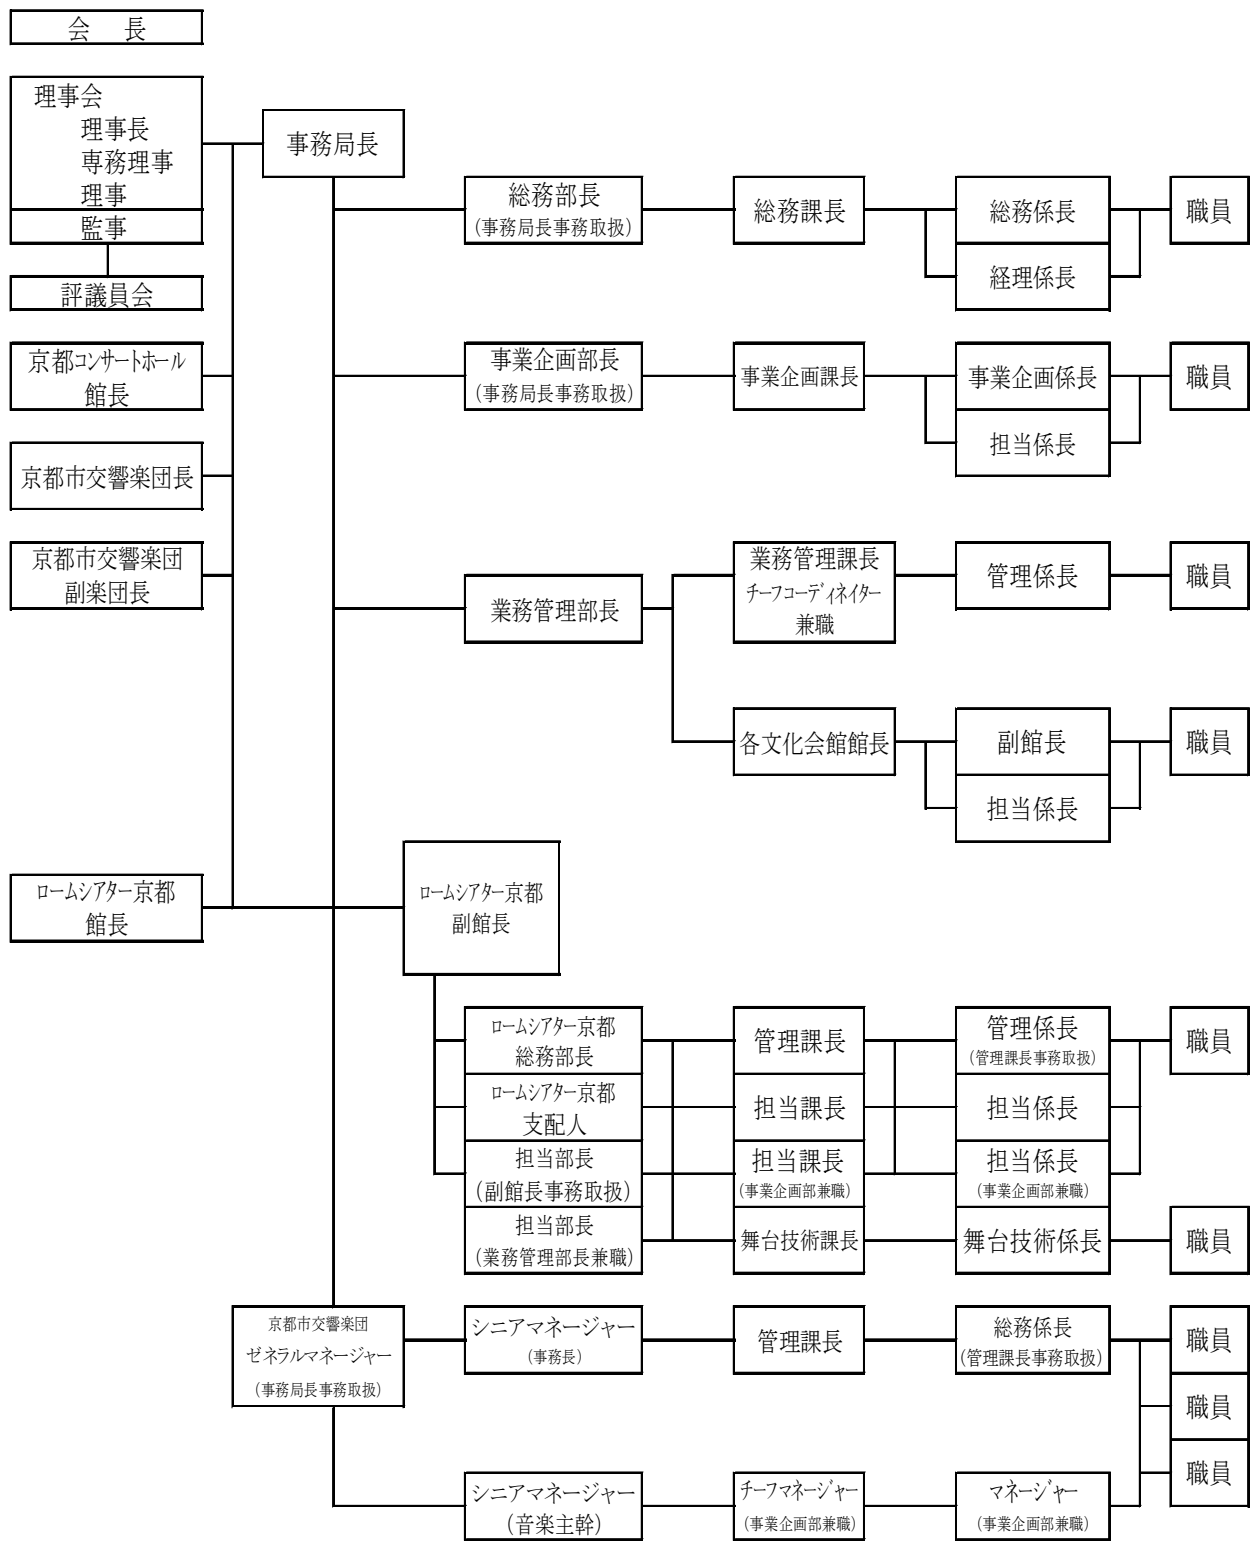 会　長
理事会
理事長
専務理事
理事
監事
評議員会
事務局長
総務部長
（事務局長事務取扱）
総務課長
総務係長
経理係長
職員
京都コンサートホール
館長
事業企画部長
（事務局長事務取扱）
事業企画課長
事業企画係長
担当係長
職員
京都市交響楽団長
京都市交響楽団
副楽団長
業務管理部長
業務管理課長
チーフコーディネイター
兼職
管理係長
職員
各文化会館館長
副館長
担当係長
職員
ロームシアター京都
館長
ロームシアター京都
副館長
ロームシアター京都
総務部長
管理課長
管理係長
（管理課長事務取扱）
職員
ロームシアター京都
支配人
担当課長
担当係長
担当部長
（副館長事務取扱）
担当課長
（事業企画部兼職）
担当係長
（事業企画部兼職）
担当部長
（業務管理部長兼職）
舞台技術課長
舞台技術係長
職員
京都市交響楽団
ゼネラルマネージャー
（事務局長事務取扱）
シニアマネージャー
（事務長）
管理課長
総務係長
（管理課長事務取扱）
職員
職員
職員
シニアマネージャー
（音楽主幹）
チーフマネージャー
（事業企画部兼職）
マネージャー
（事業企画部兼職）